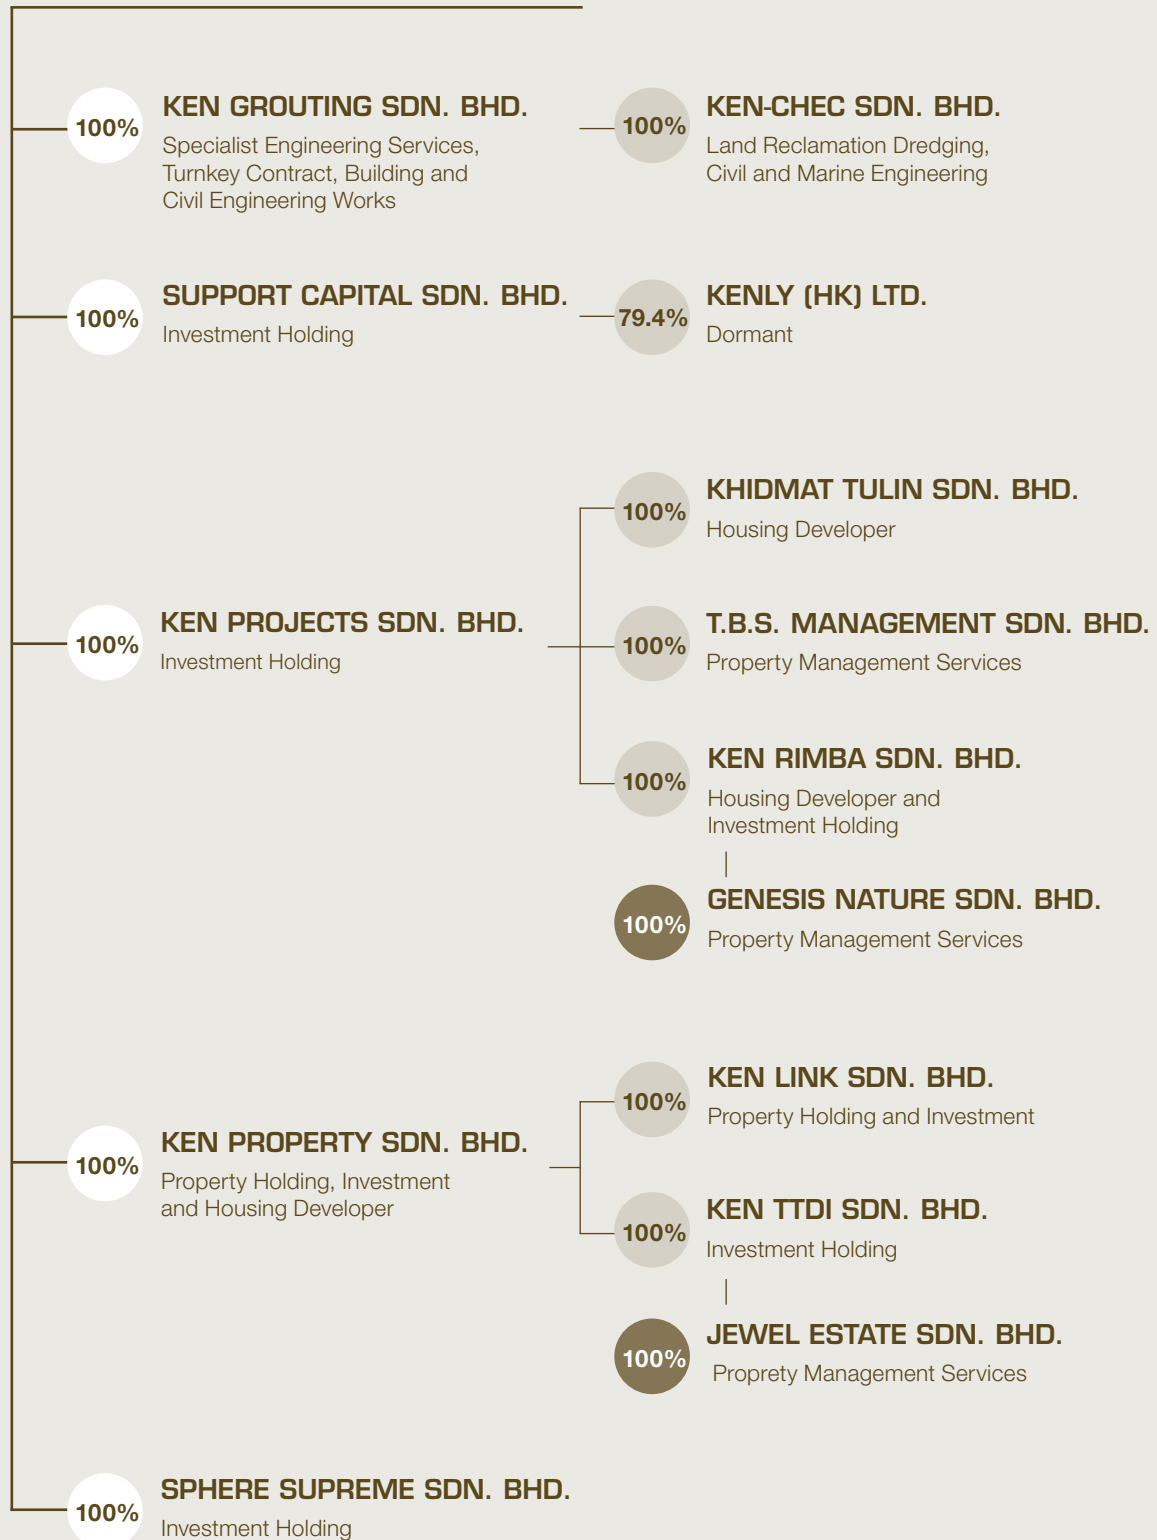 100%
KEN GROUTING SDN. BHD.
Specialist Engineering Services,
Turnkey Contract, Building and
Civil Engineering Works
100%
KEN-CHEC SDN. BHD.
Land Reclamation Dredging,
Civil and Marine Engineering
100%
SUPPORT CAPITAL SDN. BHD.
Investment Holding
79.4%
KENLY (HK) LTD.
Dormant
100%
KEN PROJECTS SDN. BHD.
Investment Holding
100%
KHIDMAT TULIN SDN. BHD.
Housing Developer
100%
T.B.S. MANAGEMENT SDN. BHD.
Property Management Services
100%
KEN RIMBA SDN. BHD.
Housing Developer and
Investment Holding
100%
GENESIS NATURE SDN. BHD.
Property Management Services
100%
KEN PROPERTY SDN. BHD.
Property Holding, Investment
and Housing Developer
100%
KEN LINK SDN. BHD.
Property Holding and Investment
100%
KEN TTDI SDN. BHD.
Investment Holding
100%
JEWEL ESTATE SDN. BHD.
Proprety Management Services
100%
SPHERE SUPREME SDN. BHD.
Investment Holding